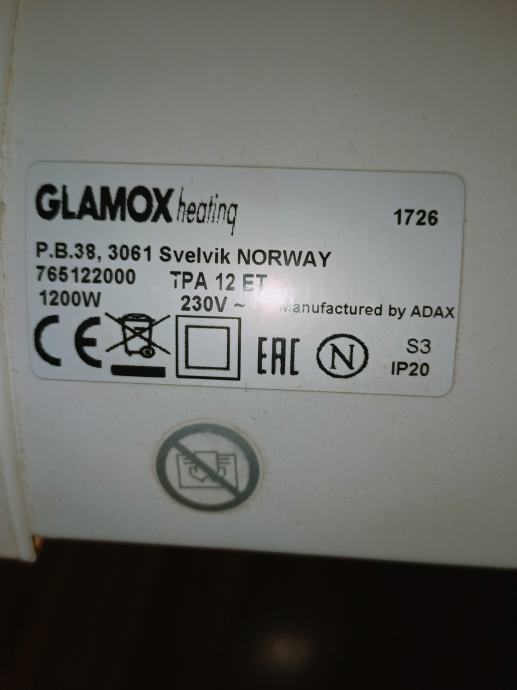 GLAMOX heating
1726
P.B.38, 3061 Svelvik NORWAY
765122000 TPA 12 ET
1200W 230V ~ Manufactured by ADAX
CE EAC N S3
IP20